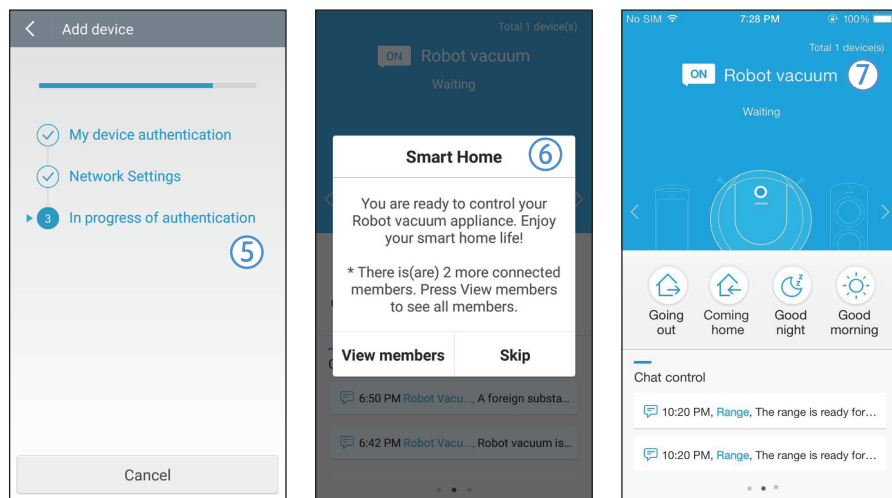 Add device
My device authentication
Network Settings
3 In progress of authentication
5
Cancel
Total 1 device(s)
ON Robot vacuum
Waiting
Smart Home 6
You are ready to control your
Robot vacuum appliance. Enjoy
your smart home life!
* There is(are) 2 more connected
members. Press View members
to see all members.
View members Skip
6:50 PM Robot Vacu..., A foreign substa...
6:42 PM Robot Vacu..., Robot vacuum is...
No SIM 7:28 PM 100%
Total 1 device(s)
ON Robot vacuum 7
Waiting
Going out
Coming home
Good night
Good morning
Chat control
10:20 PM, Range, The range is ready for...
10:20 PM, Range, The range is ready for...